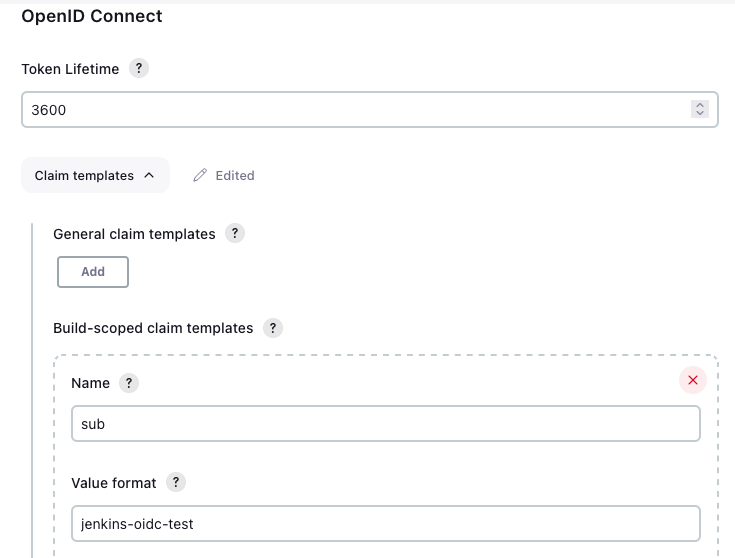 OpenID Connect
Token Lifetime ?
3600
Claim templates Edited
General claim templates ?
Add
Build-scoped claim templates ?
Name ?
sub
Value format ?
jenkins-oidc-test